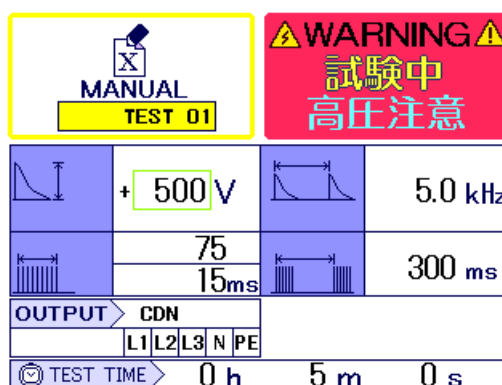 X
MANUAL
TEST 01
WARNING
試験中
高圧注意
+ 500 V
5.0 kHz
75
15ms
300 ms
OUTPUT CDN
L1 L2 L3 N PE
TEST TIME 0 h 5 m 0 s